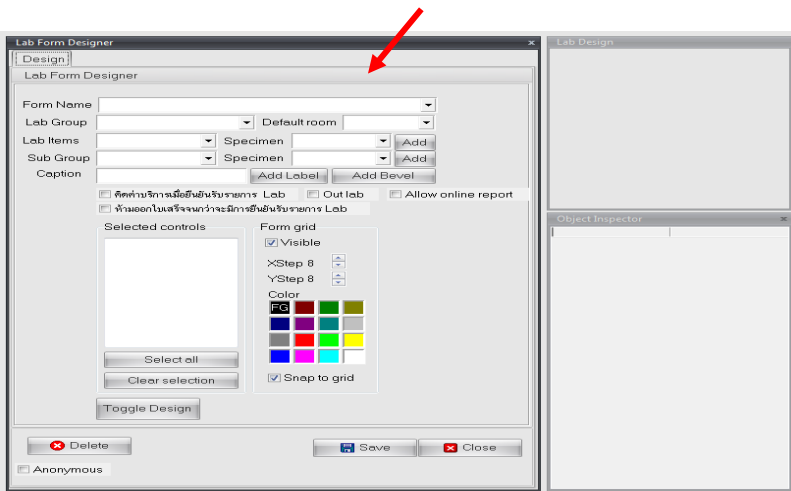 Lab Form Designer
Design
Lab Form Designer
Form Name
Lab Group Default room
Lab Items Specimen Add
Sub Group Specimen Add
Caption Add Label Add Bevel
คิดค่าบริการเมื่อยืนยันรับรายการ Lab Out lab Allow online report
ห้ามออกใบเสร็จจนกว่าจะมีการยืนยันรับรายการ Lab
Selected controls
Select all
Clear selection
Form grid
Visible
XStep 8
YStep 8
Color
FG
Snap to grid
Toggle Design
Delete Save Close
Anonymous
Lab Design
Object Inspector